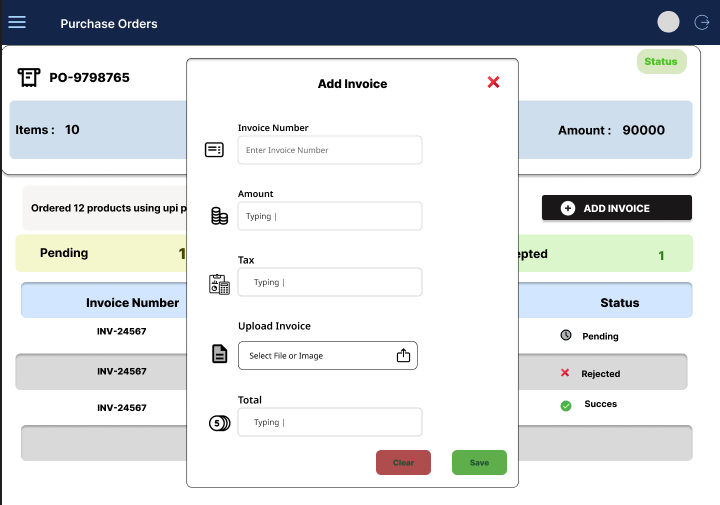 Purchase Orders
Status
PO-9798765
Items : 10
Amount : 90000
Ordered 12 products using upi p
ADD INVOICE
Pending 1
epted 1
Invoice Number
Status
INV-24567
Pending
INV-24567
Rejected
INV-24567
Succes
Add Invoice
Invoice Number
Enter Invoice Number
Amount
Typing |
Tax
Typing |
Upload Invoice
Select File or Image
Total
5
Typing |
Clear
Save